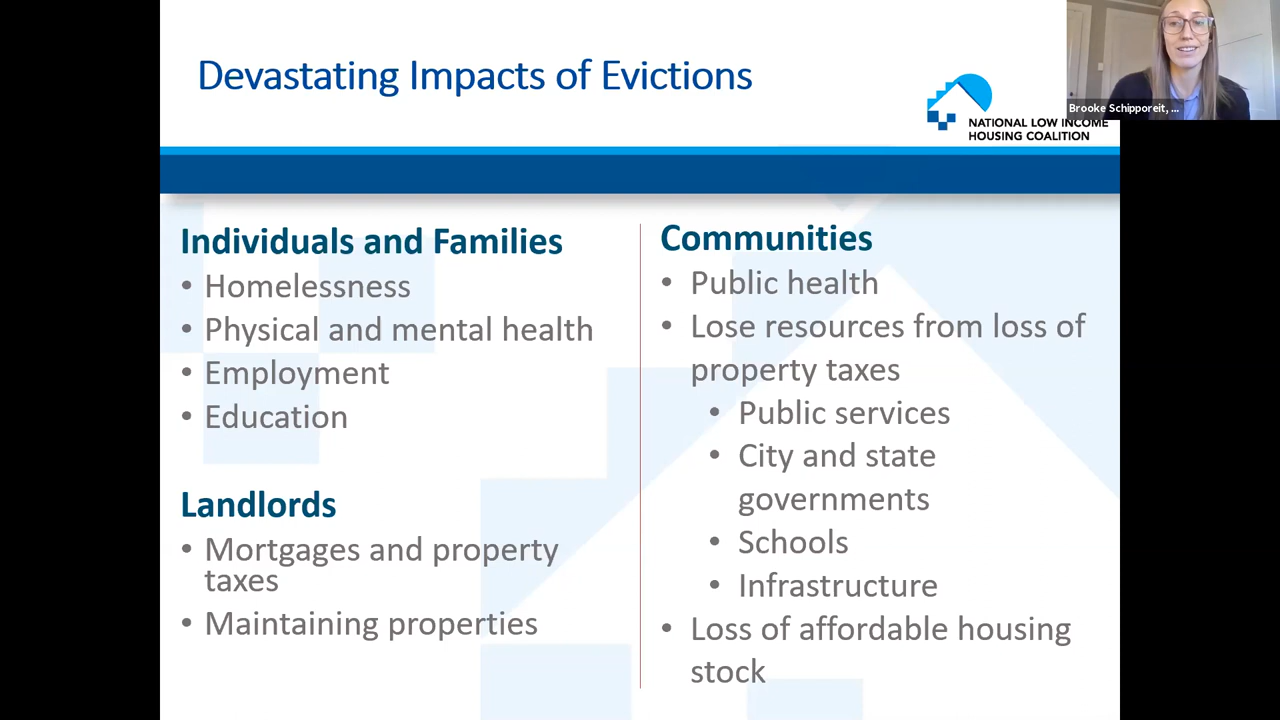 Devastating Impacts of Evictions
NATIONAL LOW INCOME
HOUSING COALITION
Brooke Schipporeit, ...
Individuals and Families
• Homelessness
• Physical and mental health
• Employment
• Education
Landlords
• Mortgages and property
taxes
• Maintaining properties
Communities
• Public health
• Lose resources from loss of
property taxes
• Public services
• City and state
governments
• Schools
• Infrastructure
• Loss of affordable housing
stock